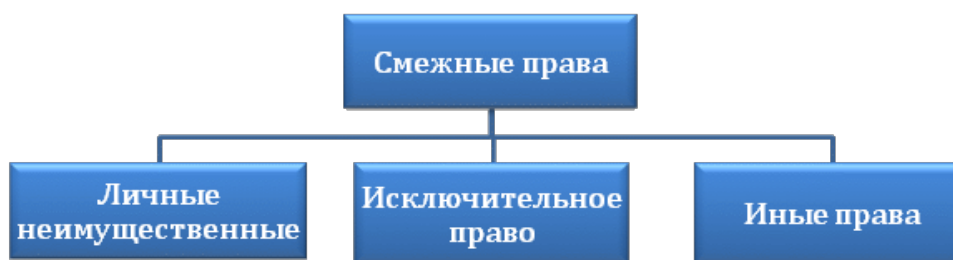 Смежные права
Личные
неимущественные
Исключительное
право
Иные права